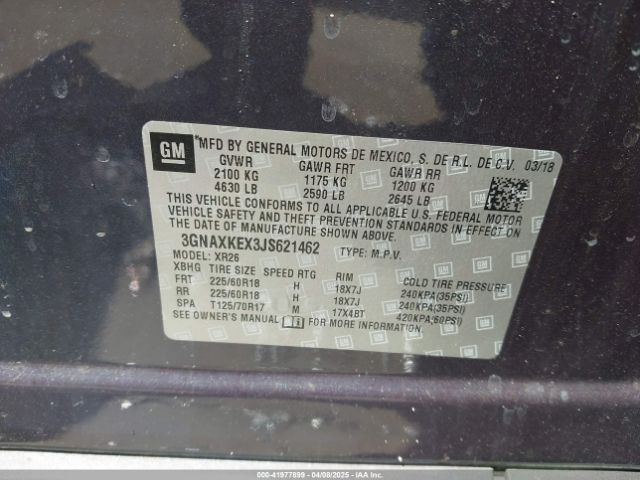 GM
*MFD BY GENERAL MOTORS DE MEXICO, S. DE R.L. DE C.V. 03/18
GVWR GAWR FRT GAWR RR
2100 KG 1175 KG 1200 KG
4630 LB 2590 LB 2645 LB
THIS VEHICLE CONFORMS TO ALL APPLICABLE U.S. FEDERAL MOTOR
VEHICLE SAFETY AND THEFT PREVENTION STANDARDS IN EFFECT ON THE
DATE OF MANUFACTURE SHOWN ABOVE.
3GNAXKEX3JS621462 TYPE: M.P.V.
MODEL: XR26
XBHG TIRE SIZE SPEED RTG RIM COLD TIRE PRESSURE
FRT 225/60R18 H 18X7J 240KPA(35PSI)
RR 225/60R18 H 18X7J 240KPA(35PSI)
SPA T125/70R17 M 17X4BT 420KPA(60PSI)
SEE OWNER'S MANUAL FOR MORE INFORMATION.
000-41977899 04/08/2025 - IAA Inc.